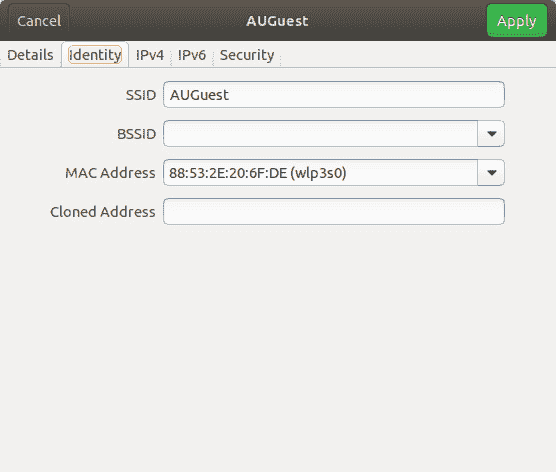 Cancel AUGuest Apply
Details Identity IPv4 IPv6 Security
SSID AUGuest
BSSID
MAC Address 88:53:2E:20:6F:DE (wlp3s0)
Cloned Address